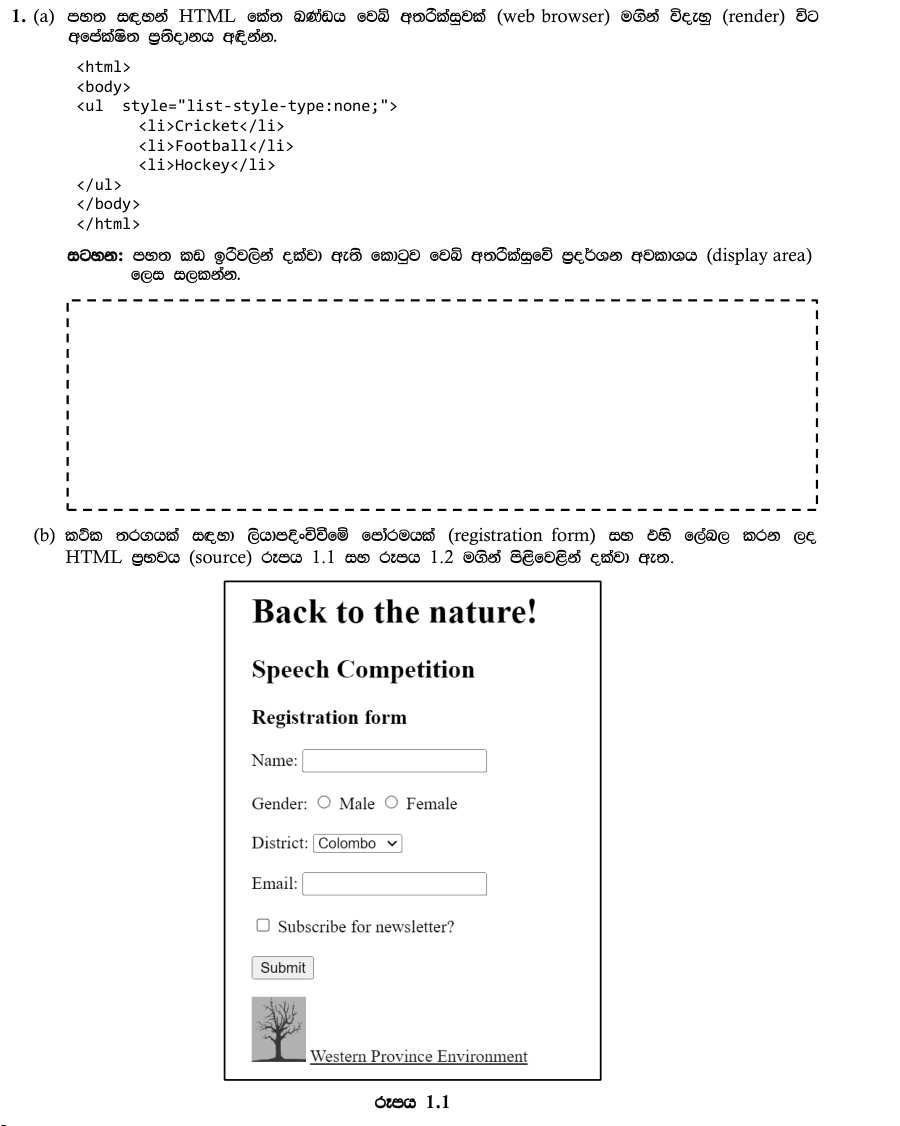 1. (a) පහත සඳහන් HTML කේත ඛණ්ඩය වෙබ් අතරික්සුවක් (web browser) මගින් විදැහූ (render) විට
අපේක්ෂිත ප්‍රතිදානය අඳින්න.
<html>
<body>
<ul  style="list-style-type:none;">
<li>Cricket</li>
<li>Football</li>
<li>Hockey</li>
</ul>
</body>
</html>
සටහන: පහත කඩ ඉරිවලින් දක්වා ඇති කොටුව වෙබ් අතරික්සුවේ ප්‍රදර්ශන අවකාශය (display area)
ලෙස සලකන්න.
(b) කථික තරගයක් සඳහා ලියාපදිංචිවීමේ පෝරමයක් (registration form) සහ එහි ලේබල කරන ලද
HTML ප්‍රභවය (source) රූපය 1.1 සහ රූපය 1.2 මගින් පිළිවෙළින් දක්වා ඇත.
Back to the nature!
Speech Competition
Registration form
Name:
Gender: Male Female
District: Colombo
Email:
Subscribe for newsletter?
Submit
Western Province Environment
රූපය 1.1